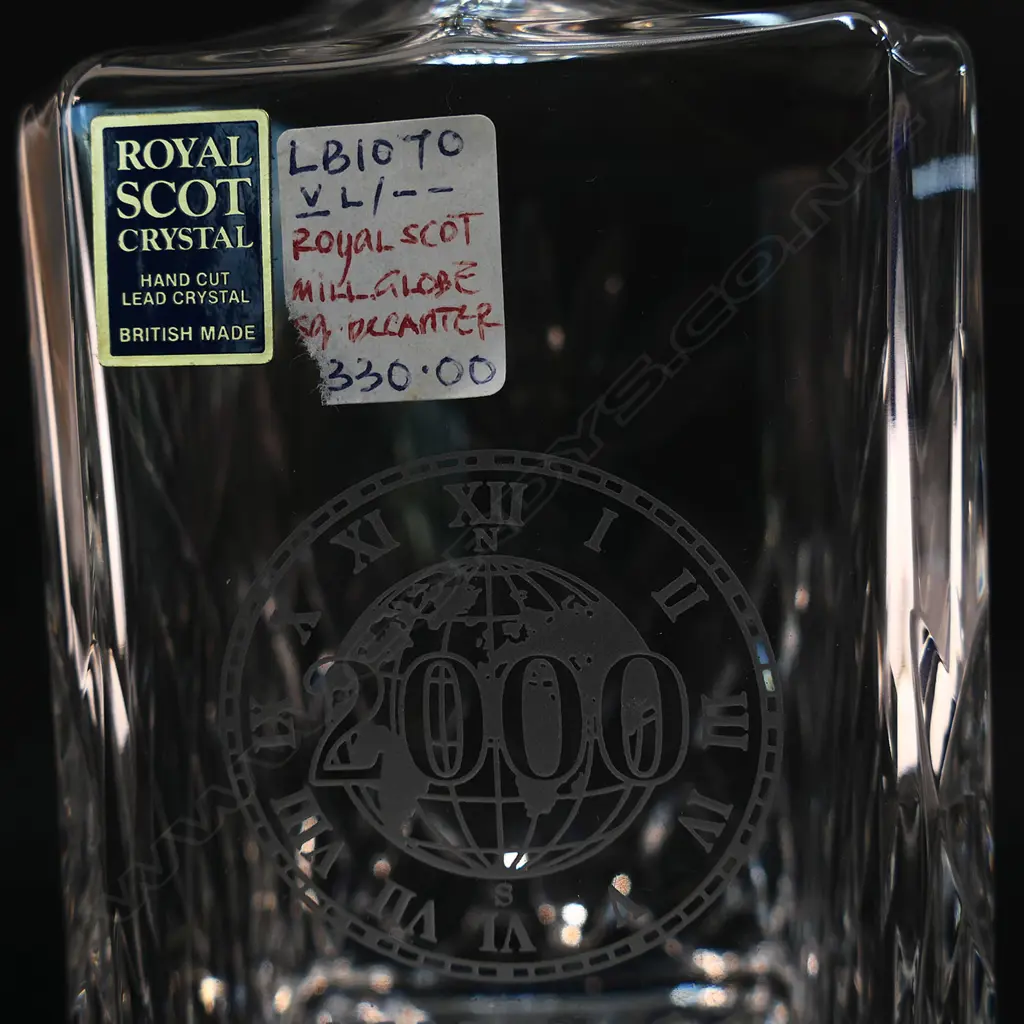 ROYAL
SCOT
CRYSTAL
HAND CUT
LEAD CRYSTAL
BRITISH MADE
LB1070
VL/--
ROYAL SCOT
MILL.GLOBE
SQ. DECANTER
330.00
XII
I
II
III
IV
V
VI
VII
VIII
IX
X
XI
N
2000
S